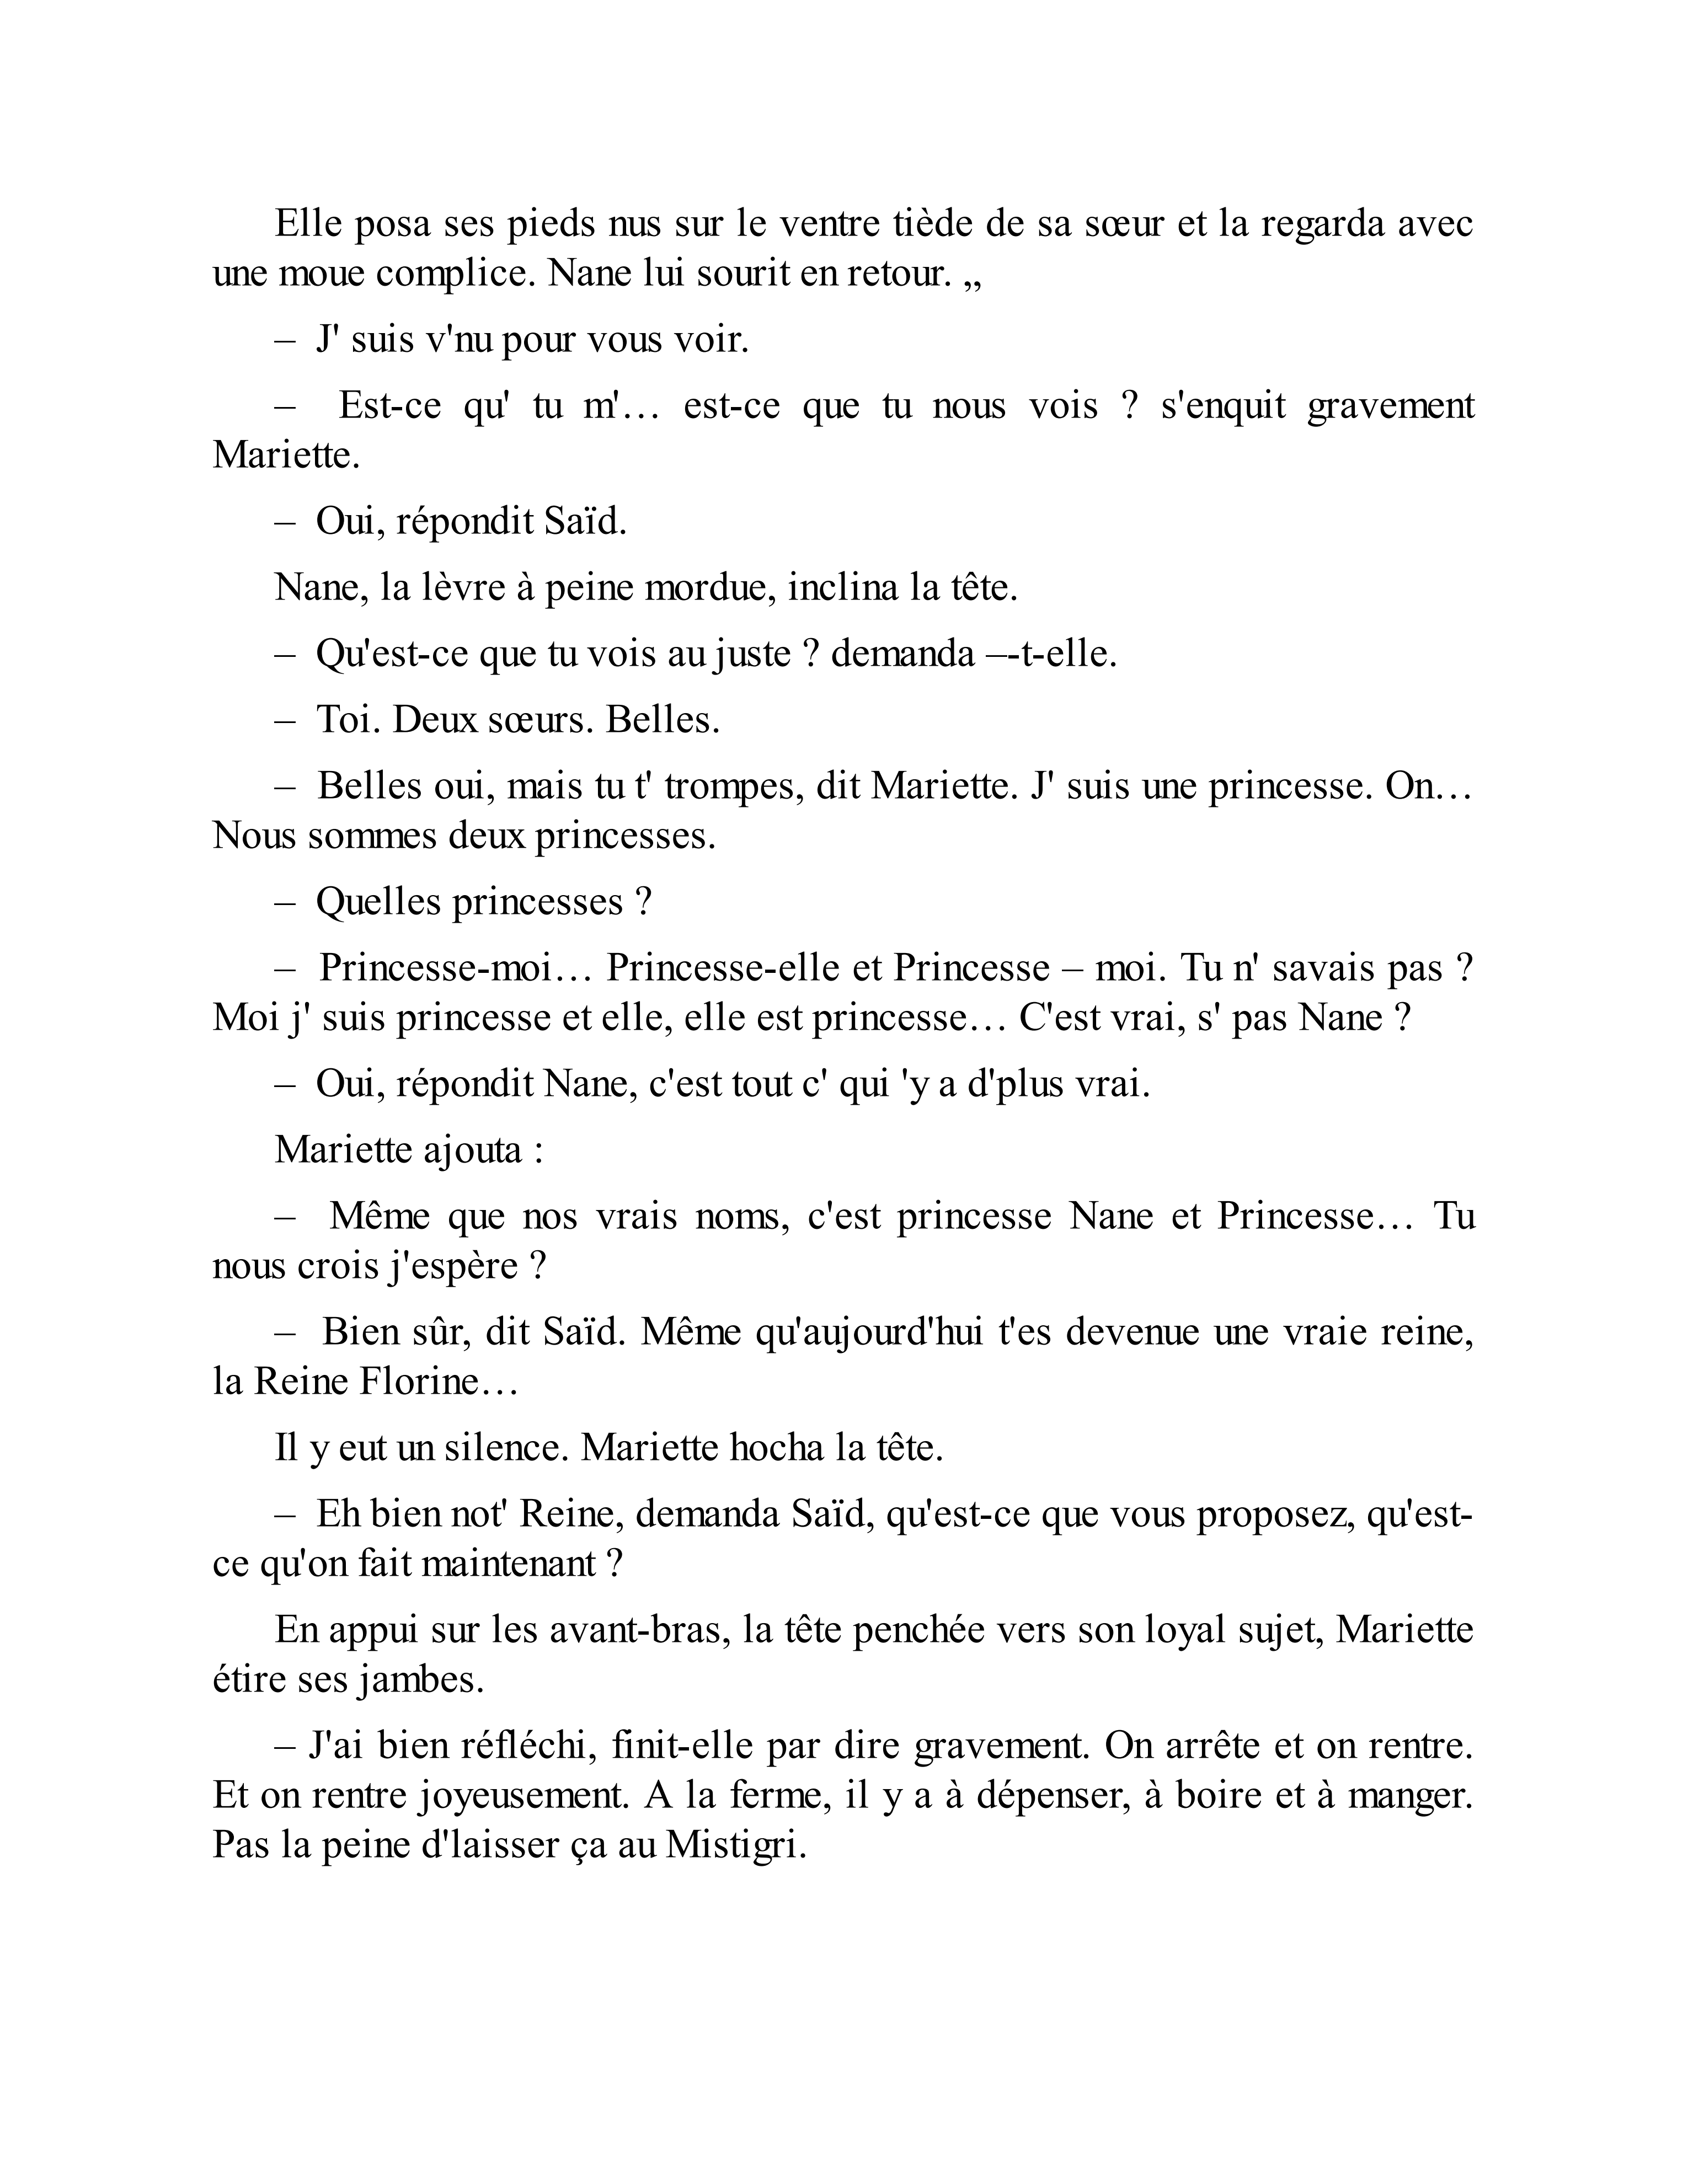 Elle posa ses pieds nus sur le ventre tiède de sa sœur et la regarda avec
une moue complice. Nane lui sourit en retour. „
– J' suis v'nu pour vous voir.
– Est-ce qu' tu m'… est-ce que tu nous vois ? s'enquit gravement
Mariette.
– Oui, répondit Saïd.
Nane, la lèvre à peine mordue, inclina la tête.
– Qu'est-ce que tu vois au juste ? demanda –-t-elle.
– Toi. Deux sœurs. Belles.
– Belles oui, mais tu t' trompes, dit Mariette. J' suis une princesse. On…
Nous sommes deux princesses.
– Quelles princesses ?
– Princesse-moi… Princesse-elle et Princesse – moi. Tu n' savais pas ?
Moi j' suis princesse et elle, elle est princesse… C'est vrai, s' pas Nane ?
– Oui, répondit Nane, c'est tout c' qui 'y a d'plus vrai.
Mariette ajouta :
– Même que nos vrais noms, c'est princesse Nane et Princesse… Tu
nous crois j'espère ?
– Bien sûr, dit Saïd. Même qu'aujourd'hui t'es devenue une vraie reine,
la Reine Florine…
Il y eut un silence. Mariette hocha la tête.
– Eh bien not' Reine, demanda Saïd, qu'est-ce que vous proposez, qu'est-
ce qu'on fait maintenant ?
En appui sur les avant-bras, la tête penchée vers son loyal sujet, Mariette
étire ses jambes.
– J'ai bien réfléchi, finit-elle par dire gravement. On arrête et on rentre.
Et on rentre joyeusement. A la ferme, il y a à dépenser, à boire et à manger.
Pas la peine d'laisser ça au Mistigri.